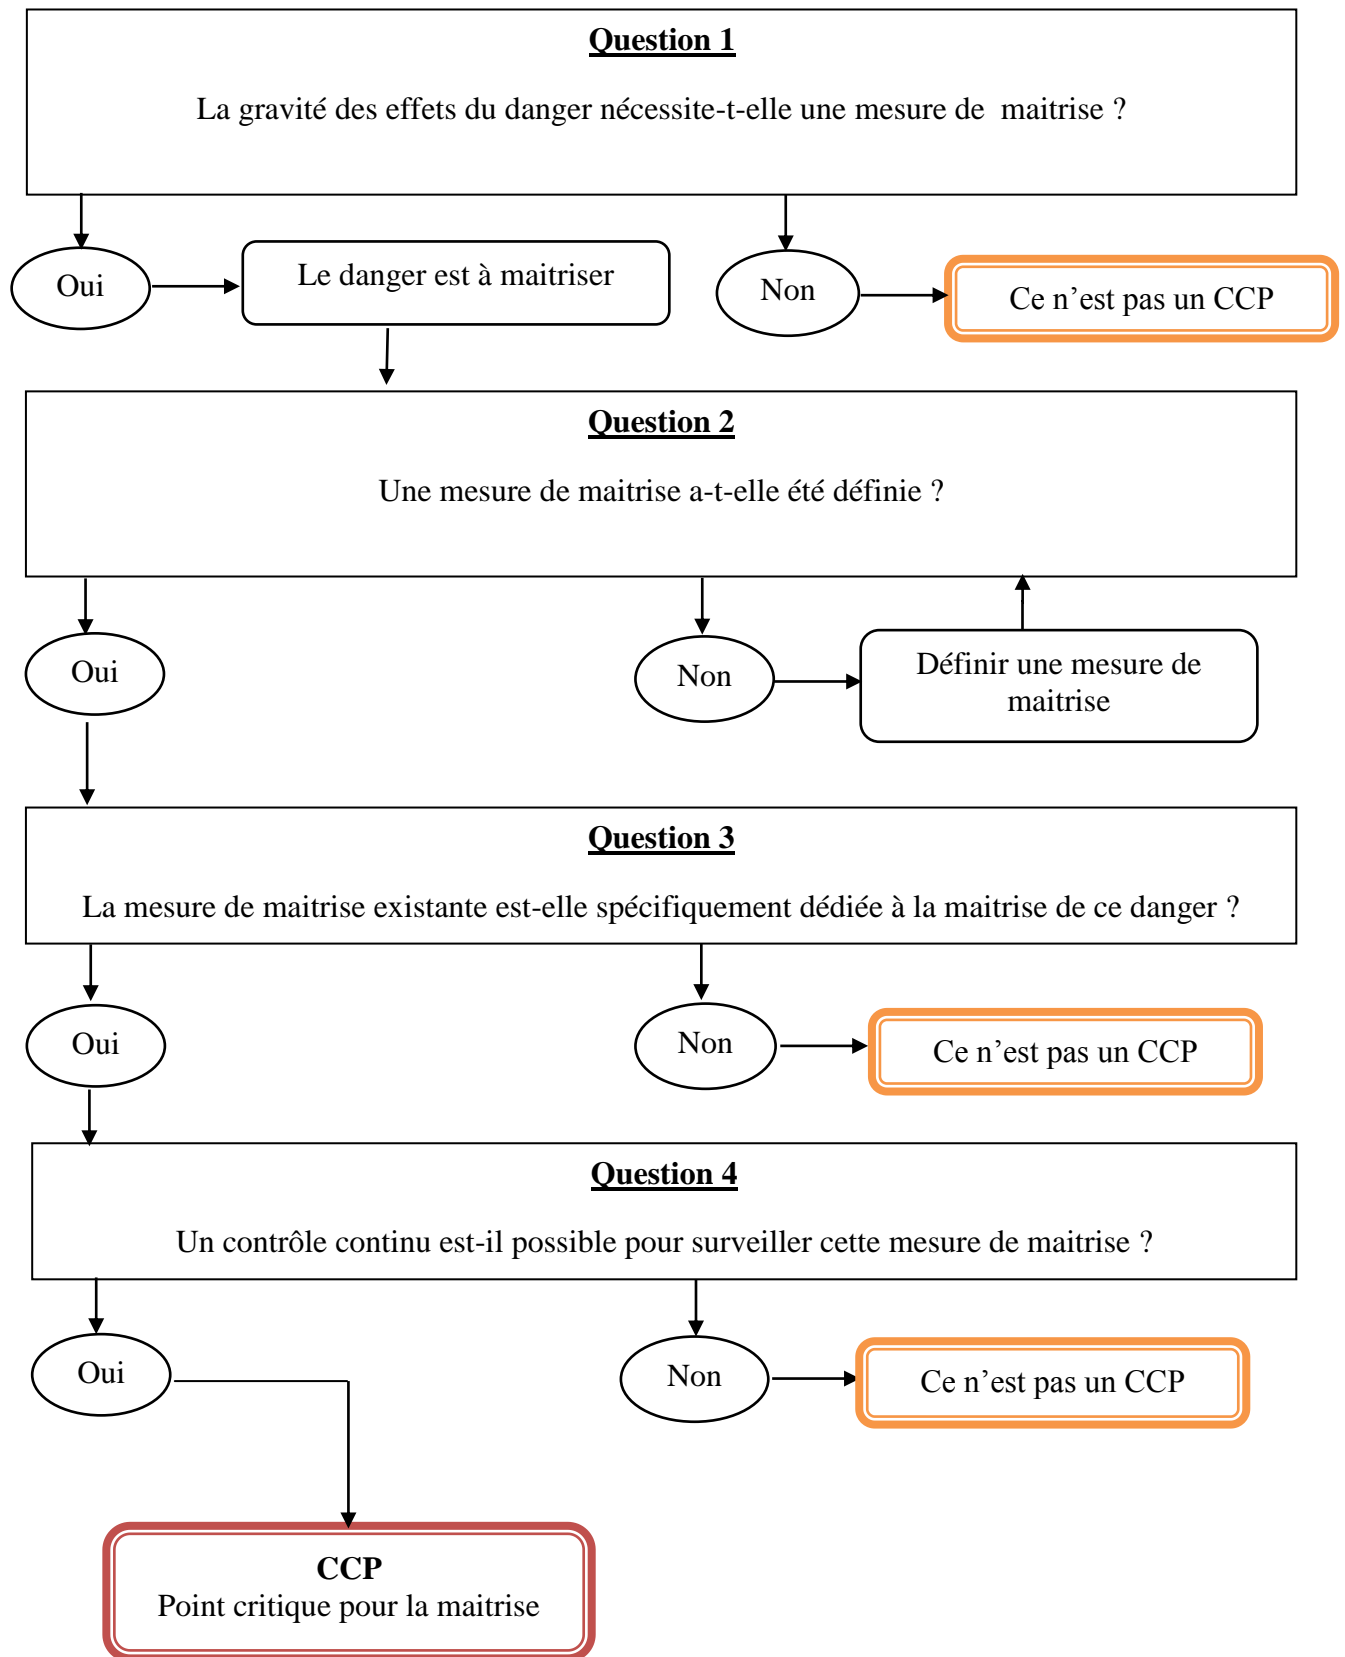 Question 1
La gravité des effets du danger nécessite-t-elle une mesure de maitrise ?
Oui
Le danger est à maitriser
Non
Ce n’est pas un CCP
Question 2
Une mesure de maitrise a-t-elle été définie ?
Oui
Non
Définir une mesure de
maitrise
Question 3
La mesure de maitrise existante est-elle spécifiquement dédiée à la maitrise de ce danger ?
Oui
Non
Ce n’est pas un CCP
Question 4
Un contrôle continu est-il possible pour surveiller cette mesure de maitrise ?
Oui
Non
Ce n’est pas un CCP
CCP
Point critique pour la maitrise